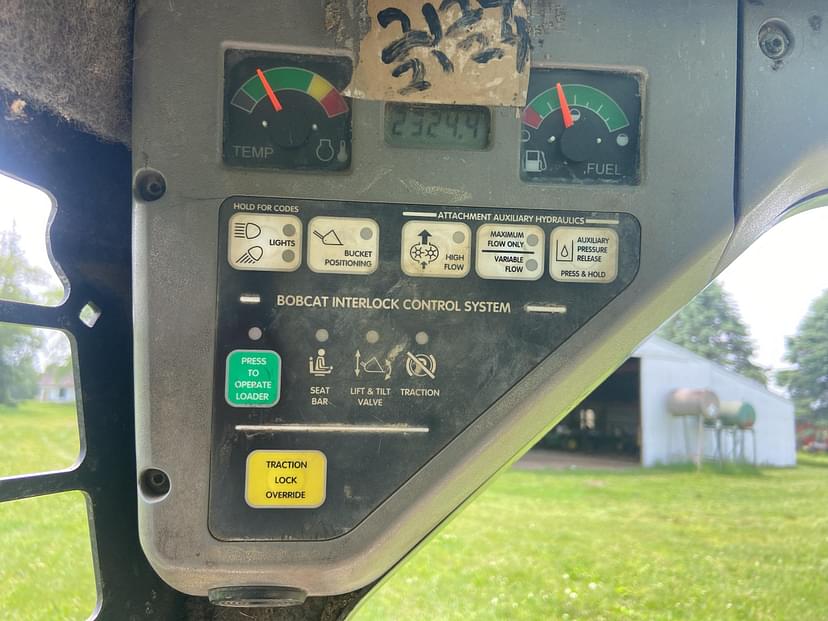 2324.4
TEMP
FUEL
HOLD FOR CODES
ATTACHMENT AUXILIARY HYDRAULICS
LIGHTS
BUCKET
POSITIONING
HIGH
FLOW
MAXIMUM
FLOW ONLY
VARIABLE
FLOW
AUXILIARY
PRESSURE
RELEASE
PRESS & HOLD
BOBCAT INTERLOCK CONTROL SYSTEM
PRESS
TO
OPERATE
LOADER
SEAT
BAR
LIFT & TILT
VALVE
TRACTION
TRACTION
LOCK
OVERRIDE